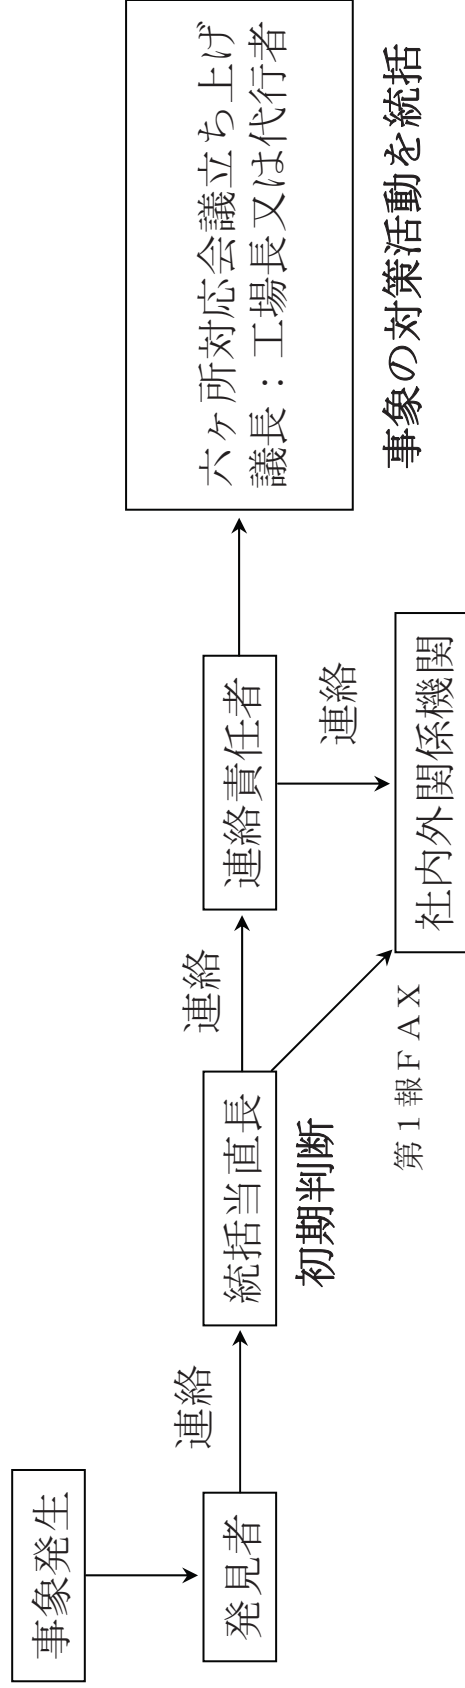 事象発生
発見者
連絡
統括当直長
初期判断
連絡
第1報FAX
連絡責任者
連絡
社内外関係機関
六ヶ所対応会議立ち上げ
議長：工場長又は代行者
事象の対策活動を統括